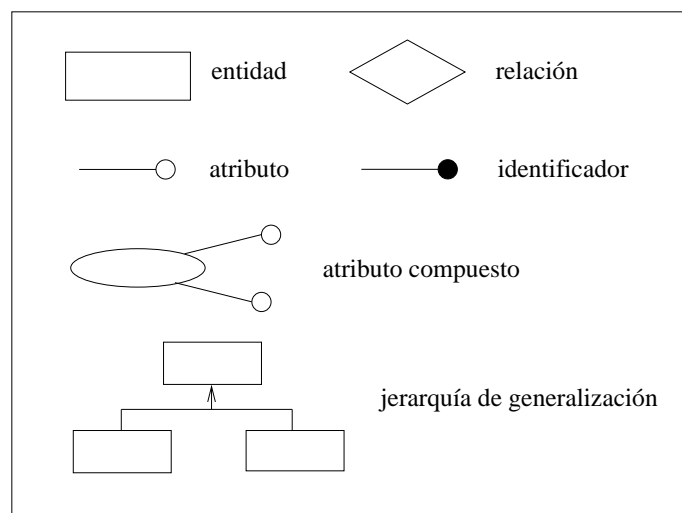 entidad
relación
atributo
identificador
atributo compuesto
jerarquía de generalización